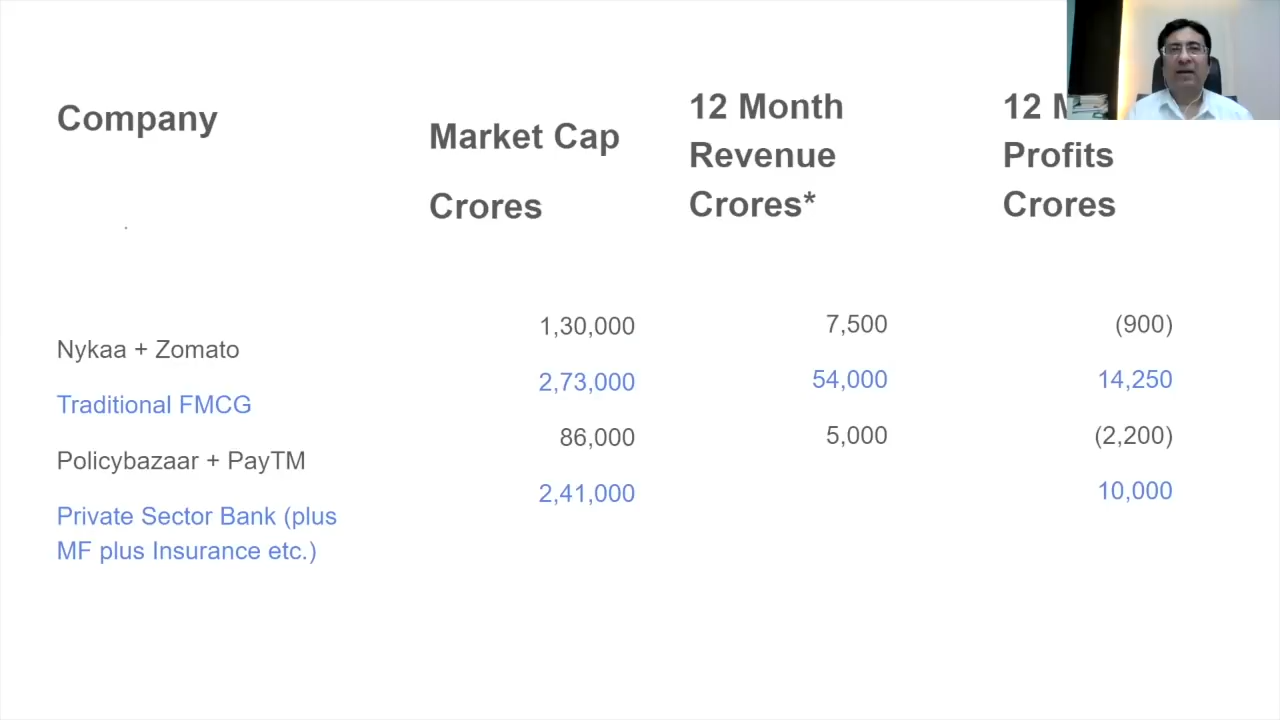 Company
Market Cap
Crores
12 Month
Revenue
Crores*
12
Profits
Crores
Nykaa + Zomato
1,30,000
7,500
(900)
Traditional FMCG
2,73,000
54,000
14,250
Policybazaar + PayTM
86,000
5,000
(2,200)
Private Sector Bank (plus
MF plus Insurance etc.)
2,41,000
10,000